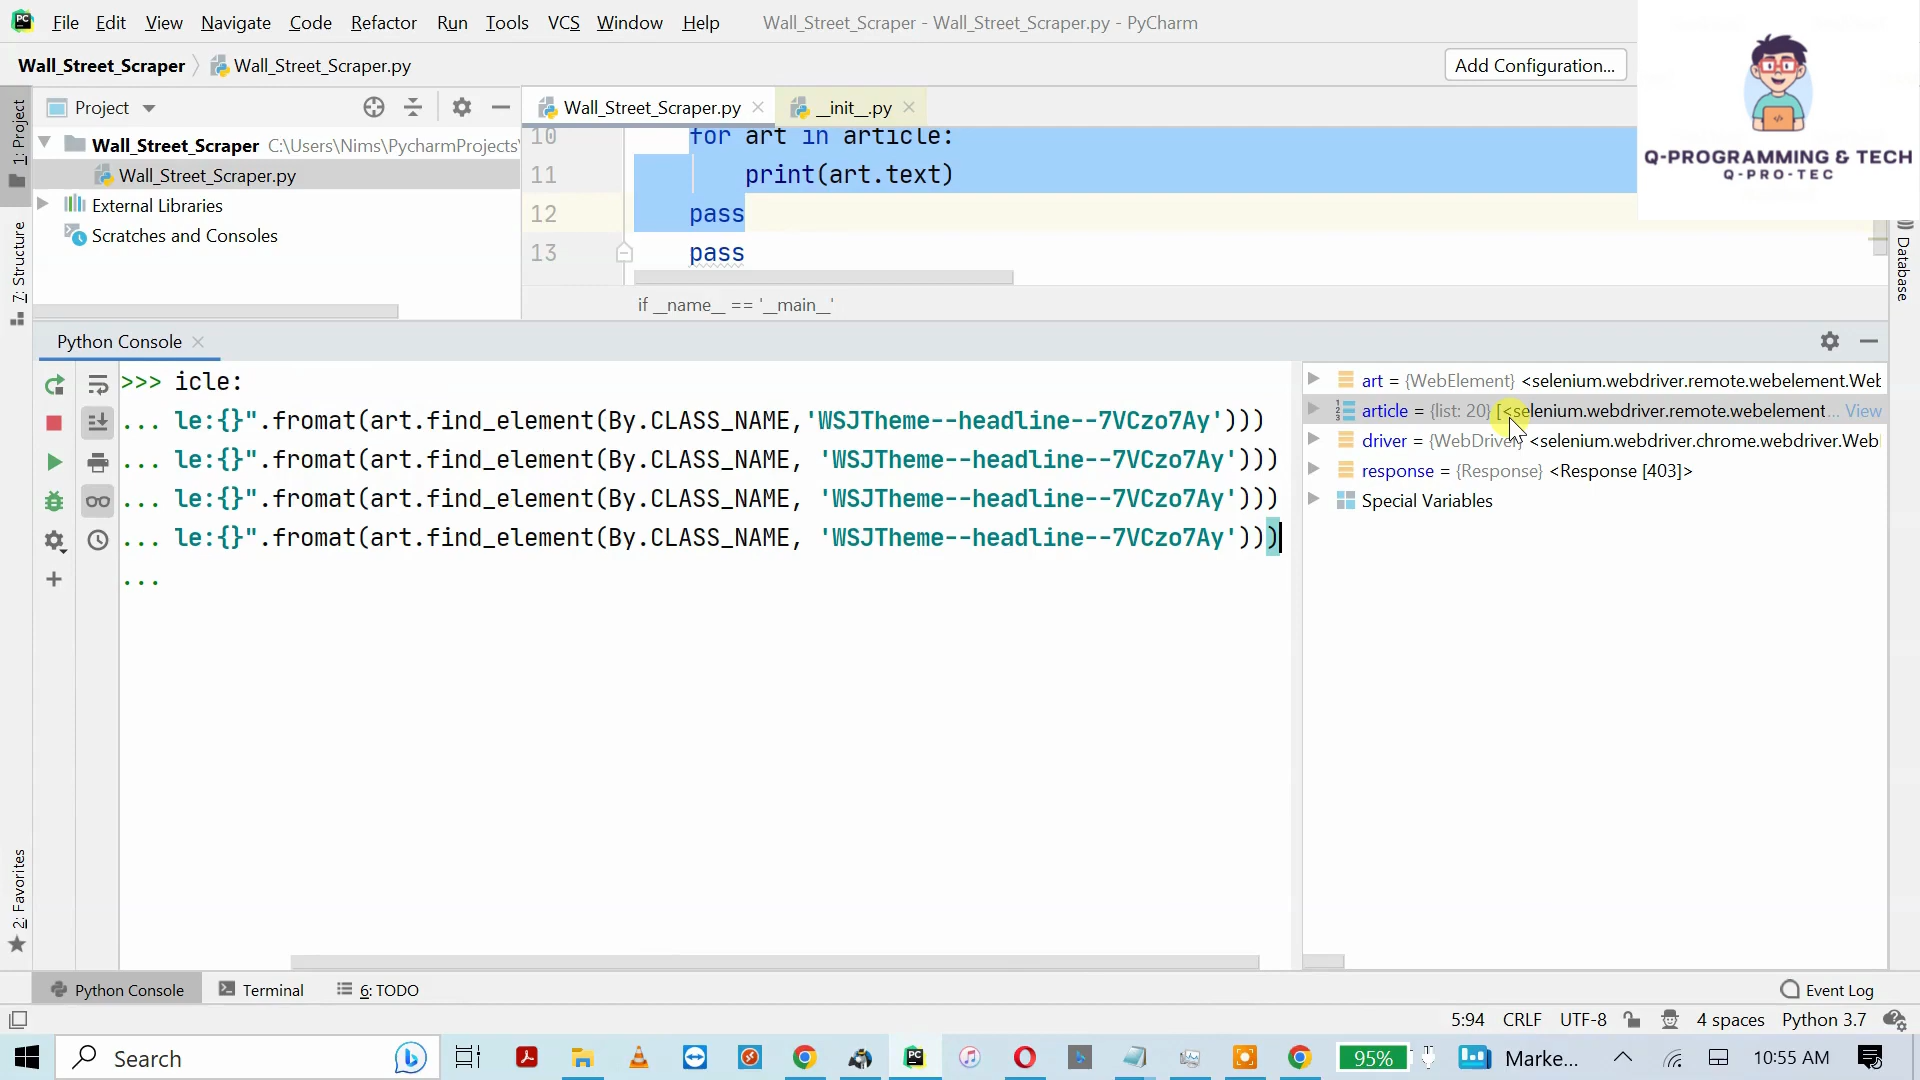 File Edit View Navigate Code Refactor Run Tools VCS Window Help Wall_Street_Scraper - Wall_Street_Scraper.py - PyCharm
Wall_Street_Scraper Wall_Street_Scraper.py Add Configuration...
Q-PROGRAMMING & TECH
Q-PRO-TEC
1: Project
7: Structure
2: Favorites
Database
Project
Wall_Street_Scraper C:\Users\Nims\PycharmProjects\
Wall_Street_Scraper.py
External Libraries
Scratches and Consoles
Wall_Street_Scraper.py __init__.py
10 for art in article:
11 print(art.text)
12 pass
13 pass
if __name__ == '__main__'
Python Console
>>> icle:
... le:{}".fromat(art.find_element(By.CLASS_NAME,'WSJTheme--headline--7VCzo7Ay')))
... le:{}".fromat(art.find_element(By.CLASS_NAME, 'WSJTheme--headline--7VCzo7Ay')))
... le:{}".fromat(art.find_element(By.CLASS_NAME, 'WSJTheme--headline--7VCzo7Ay')))
... le:{}".fromat(art.find_element(By.CLASS_NAME, 'WSJTheme--headline--7VCzo7Ay')))
...
art = {WebElement} <selenium.webdriver.remote.webelement.Web
article = {list: 20} [<selenium.webdriver.remote.webelement... View
driver = {WebDriver} <selenium.webdriver.chrome.webdriver.Web
response = {Response} <Response [403]>
Special Variables
Python Console Terminal 6: TODO Event Log
5:94 CRLF UTF-8 4 spaces Python 3.7
Search 95% Marke... 10:55 AM